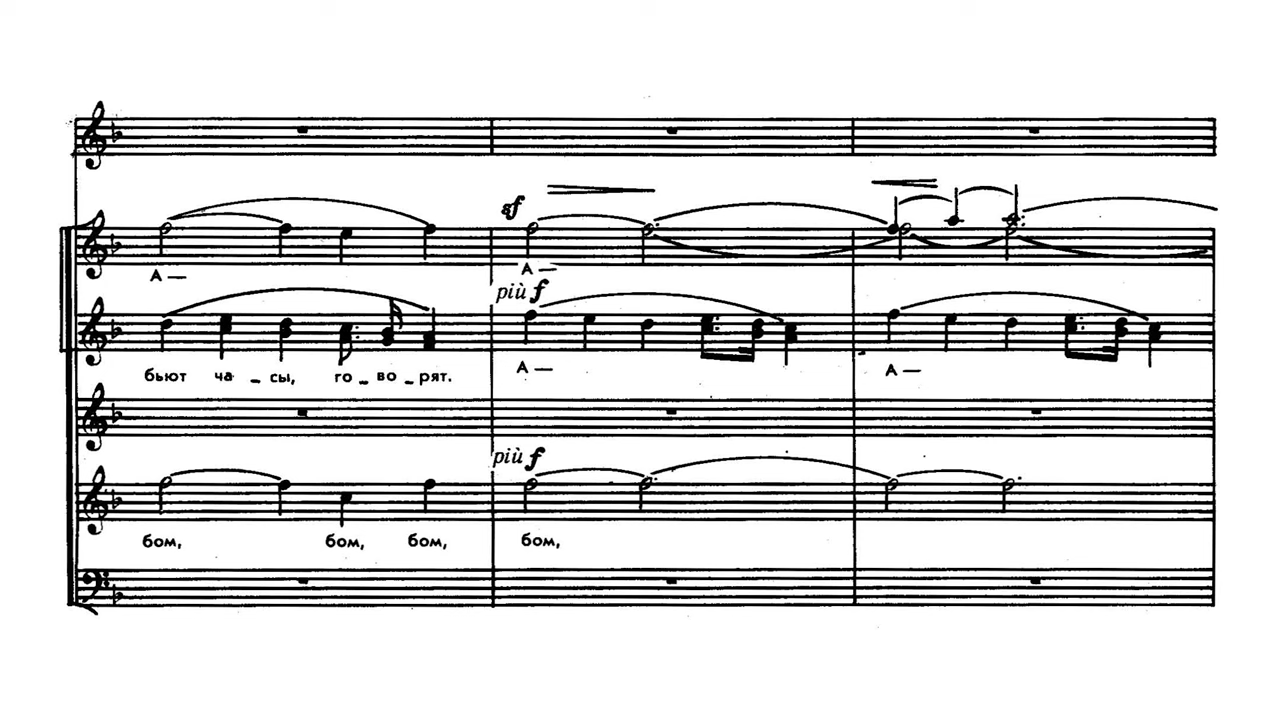 sf
А —
А —
più f
бьют ча - сы, го - во - рят.
А —
А —
più f
бом, бом, бом, бом,